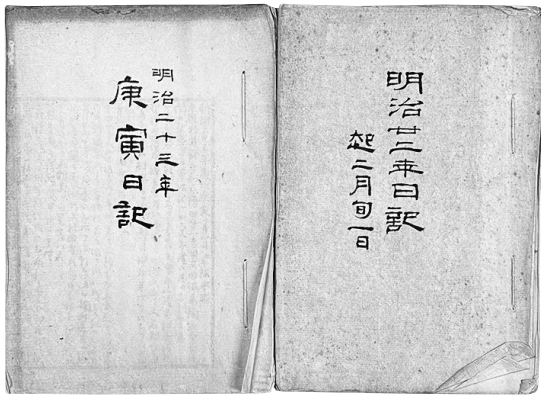 明治廿二年日記
起二月旬一日
明治二十三年
庚寅日記